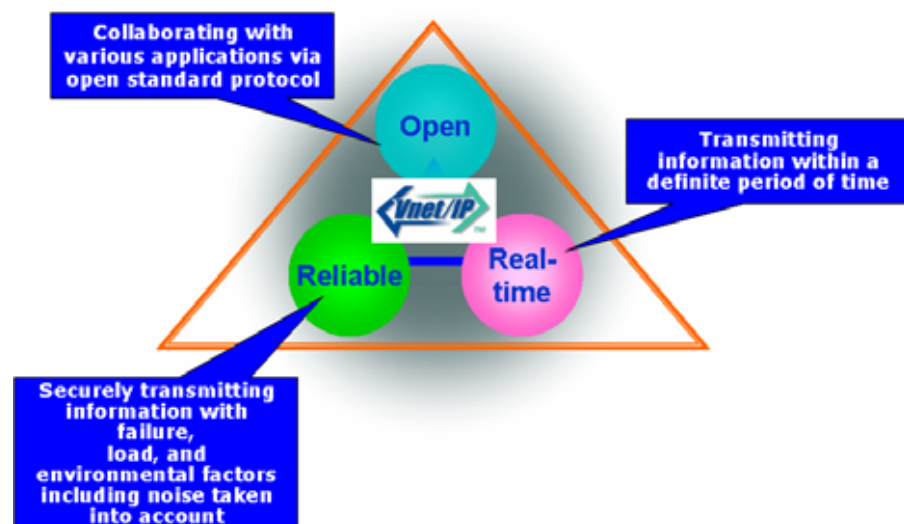 Collaborating with
various applications via
open standard protocol
Open
Transmitting
information within a
definite period of time
Vnet/IP
TM
Reliable
Real-
time
Securely transmitting
information with
failure,
load, and
environmental factors
including noise taken
into account